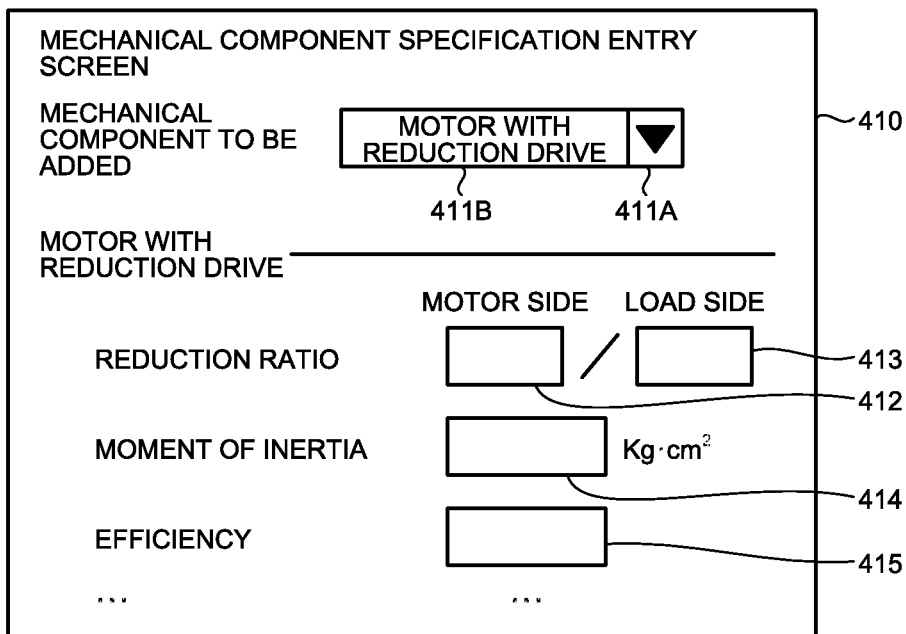 MECHANICAL COMPONENT SPECIFICATION ENTRY
SCREEN
MECHANICAL
COMPONENT TO BE
ADDED
MOTOR WITH
REDUCTION DRIVE
410
411B
411A
MOTOR WITH
REDUCTION DRIVE
MOTOR SIDE
LOAD SIDE
REDUCTION RATIO
/
413
412
MOMENT OF INERTIA
Kg·cm²
414
EFFICIENCY
415
...
...